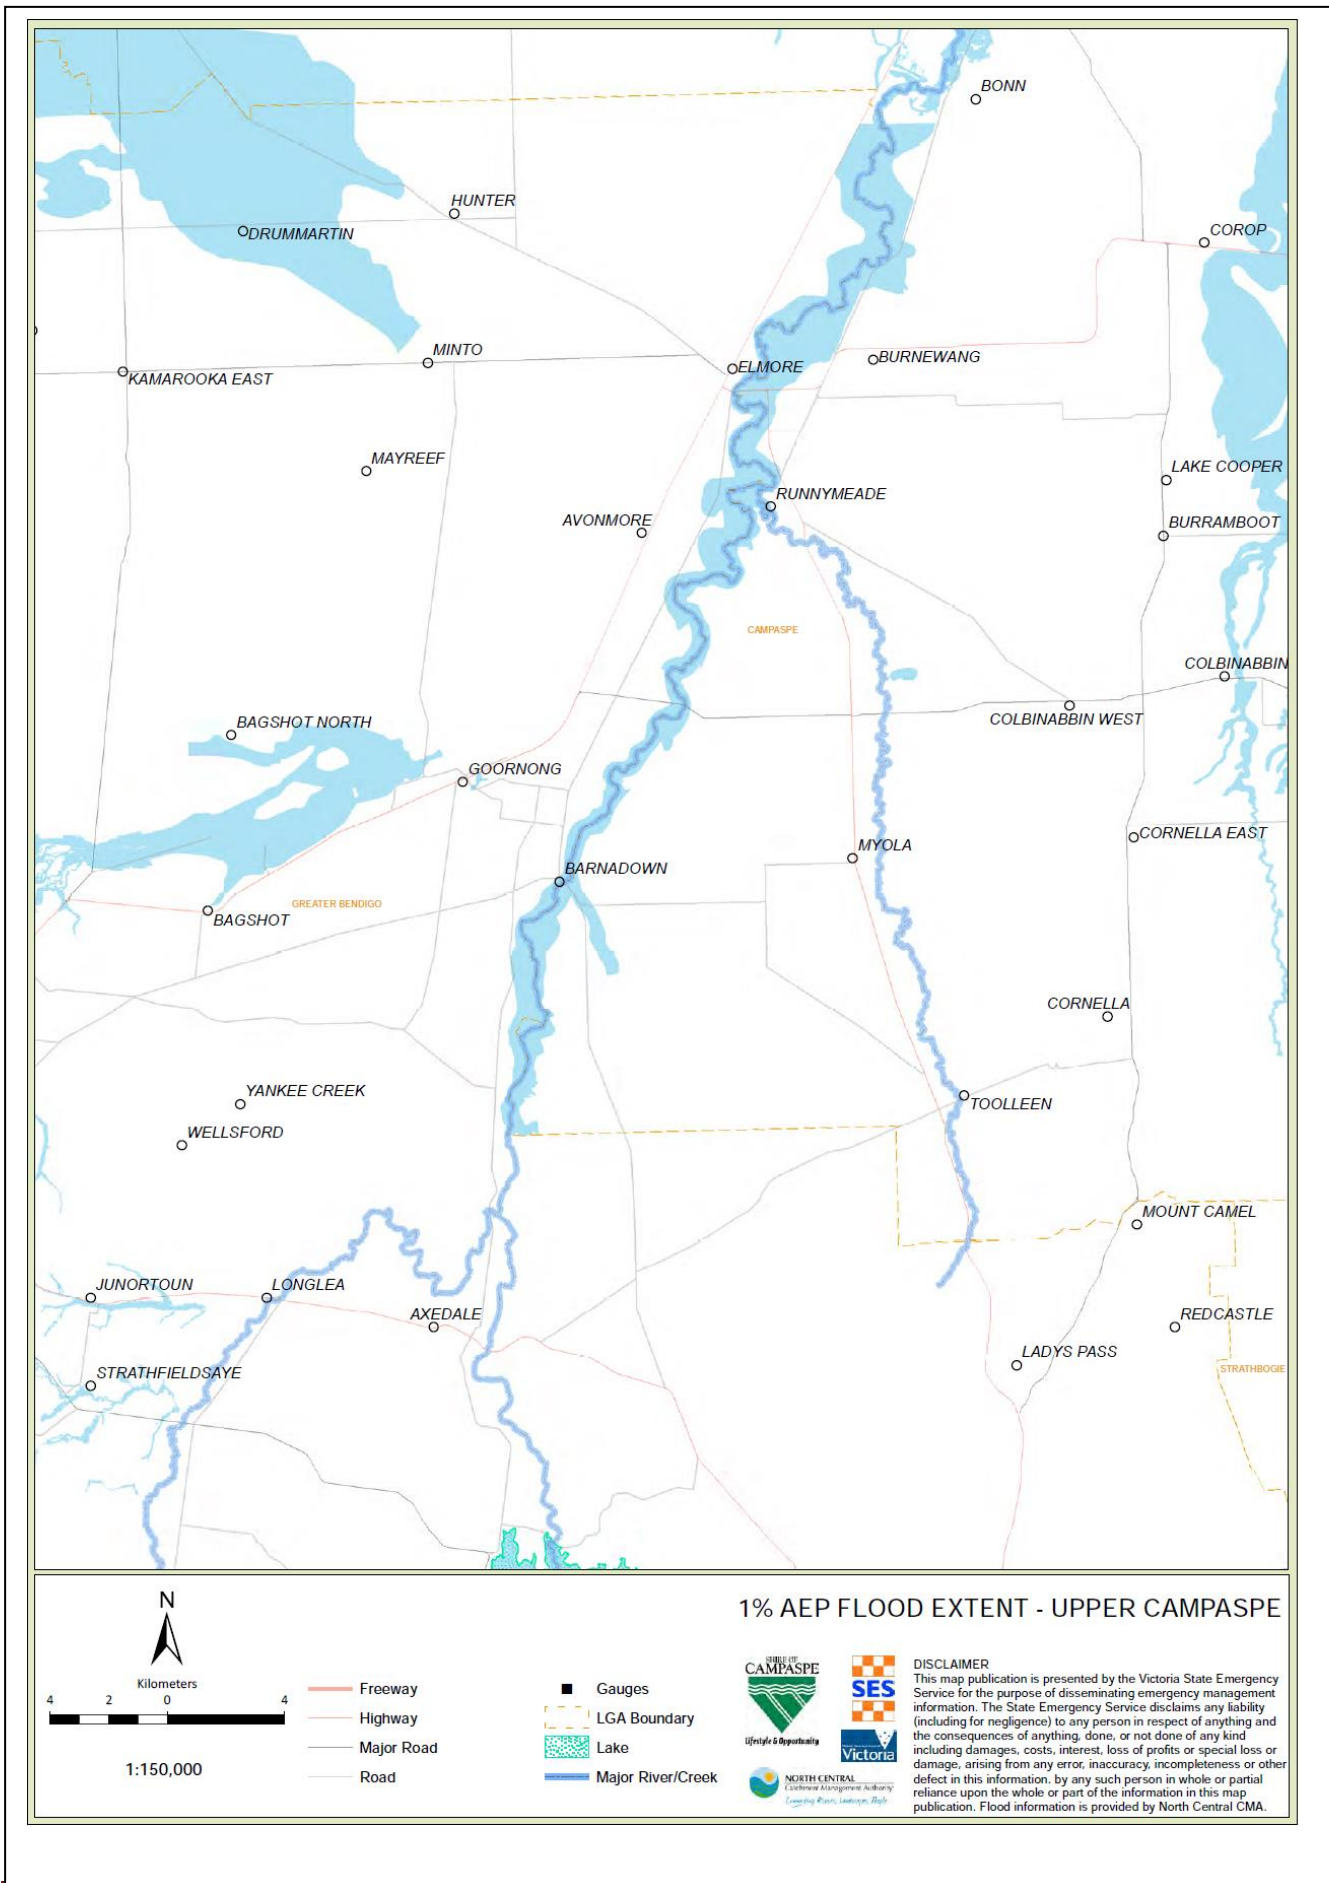 BONN
HUNTER
DRUMMARTIN
COROP
MINTO
BURNEWANG
ELMORE
KAMAROOKA EAST
MAYREEF
LAKE COOPER
RUNNYMEADE
AVONMORE
BURRAMBOOT
CAMPASPE
COLBINABBIN
BAGSHOT NORTH
COLBINABBIN WEST
GOORNONG
CORNELLA EAST
MYOLA
BARNADOWN
GREATER BENDIGO
BAGSHOT
CORNELLA
YANKEE CREEK
TOOLLEEN
WELLSFORD
MOUNT CAMEL
JUNORTOUN
LONGLEA
AXEDALE
REDCASTLE
LADYS PASS
STRATHBOGIE
STRATHFIELDSAYE
1% AEP FLOOD EXTENT - UPPER CAMPASPE
N
Kilometers
4 2 0 4
1:150,000
Freeway
Highway
Major Road
Road
Gauges
LGA Boundary
Lake
Major River/Creek
SHIRE OF
CAMPASPE
Lifestyle & Opportunity
SES
Victoria
NORTH CENTRAL
Catchment Management Authority
DISCLAIMER
This map publication is presented by the Victoria State Emergency
Service for the purpose of disseminating emergency management
information. The State Emergency Service disclaims any liability
(including for negligence) to any person in respect of anything and
the consequences of anything, done, or not done of any kind
including damages, costs, interest, loss of profits or special loss or
damage, arising from any error, inaccuracy, incompleteness or other
defect in this information. by any such person in whole or partial
reliance upon the whole or part of the information in this map
publication. Flood information is provided by North Central CMA.